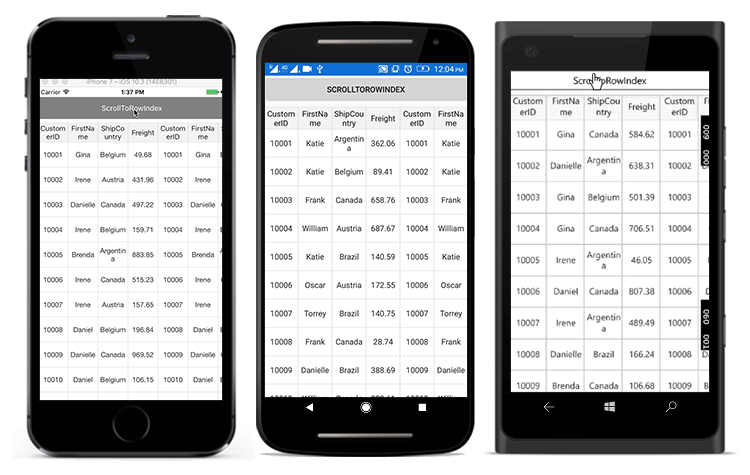 iPhone 7 – iOS 10.3 (14E8301)
Carrier 1:37 PM
ScrollToRowIndex
CustomerID FirstName ShipCountry Freight CustomerID FirstName
10001 Gina Belgium 49.68 10001 Gina
10002 Irene Austria 431.96 10002 Irene
10003 Danielle Canada 497.22 10003 Danielle
10004 Irene Belgium 159.71 10004 Irene
10005 Brenda Argentina 883.85 10005 Brenda
10006 Irene Canada 515.23 10006 Irene
10007 Irene Austria 157.65 10007 Irene
10008 Daniel Belgium 196.84 10008 Daniel
10009 Danielle Canada 969.52 10009 Danielle
10010 Daniel Belgium 106.15 10010 Daniel
4G 12:04 PM
SCROLLTOROWINDEX
CustomerID FirstName ShipCountry Freight CustomerID FirstName
10001 Katie Argentina 362.06 10001 Katie
10002 Katie Belgium 89.41 10002 Katie
10003 Frank Canada 658.76 10003 Frank
10004 William Austria 687.67 10004 William
10005 Katie Brazil 140.59 10005 Katie
10006 Oscar Austria 172.55 10006 Oscar
10007 Torrey Brazil 140.75 10007 Torrey
10008 Frank Canada 28.74 10008 Frank
10009 Danielle Brazil 388.69 10009 Danielle
ScrollToRowIndex
CustomerID FirstName ShipCountry Freight CustomerID
10001 Gina Canada 584.62 10001
10002 Danielle Argentina 638.31 10002
10003 Gina Belgium 501.39 10003
10004 Gina Canada 706.51 10004
10005 Irene Argentina 46.05 10005
10006 Daniel Canada 807.38 10006
10007 Irene Argentina 489.49 10007
10008 Danielle Brazil 166.24 10008
10009 Brenda Canada 106.68 10009